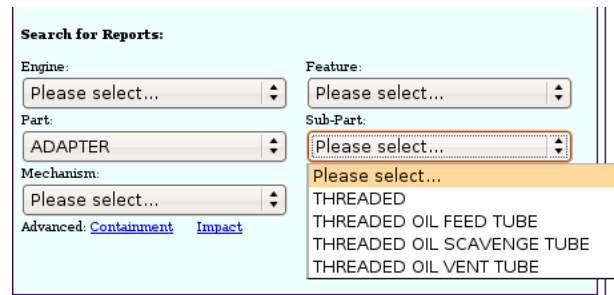 Search for Reports:
Engine: Feature:
Please select... Please select...
Part: Sub-Part:
ADAPTER Please select...
Mechanism: Please select...
Please select... THREADED
THREADED OIL FEED TUBE
Advanced: Containment Impact THREADED OIL SCAVENGE TUBE
THREADED OIL VENT TUBE